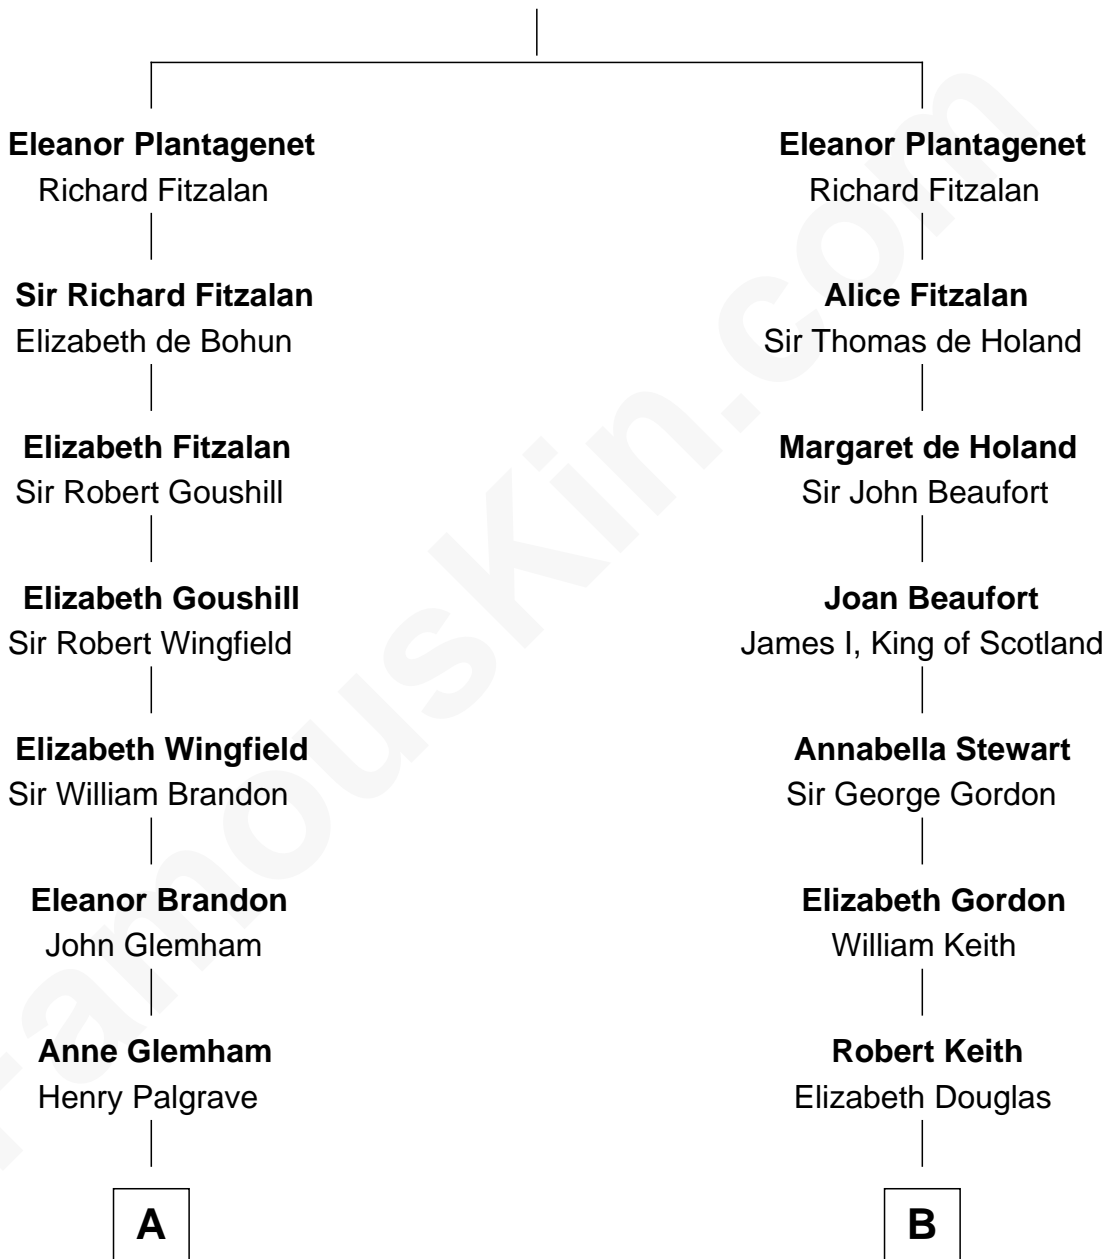 Eleanor Plantagenet
Richard Fitzalan
Sir Richard Fitzalan
Elizabeth de Bohun
Elizabeth Fitzalan
Sir Robert Goushill
Elizabeth Goushill
Sir Robert Wingfield
Elizabeth Wingfield
Sir William Brandon
Eleanor Brandon
John Glemham
Anne Glemham
Henry Palgrave
A
Eleanor Plantagenet
Richard Fitzalan
Alice Fitzalan
Sir Thomas de Holand
Margaret de Holand
Sir John Beaufort
Joan Beaufort
James I, King of Scotland
Annabella Stewart
Sir George Gordon
Elizabeth Gordon
William Keith
Robert Keith
Elizabeth Douglas
B
FamousKin.com